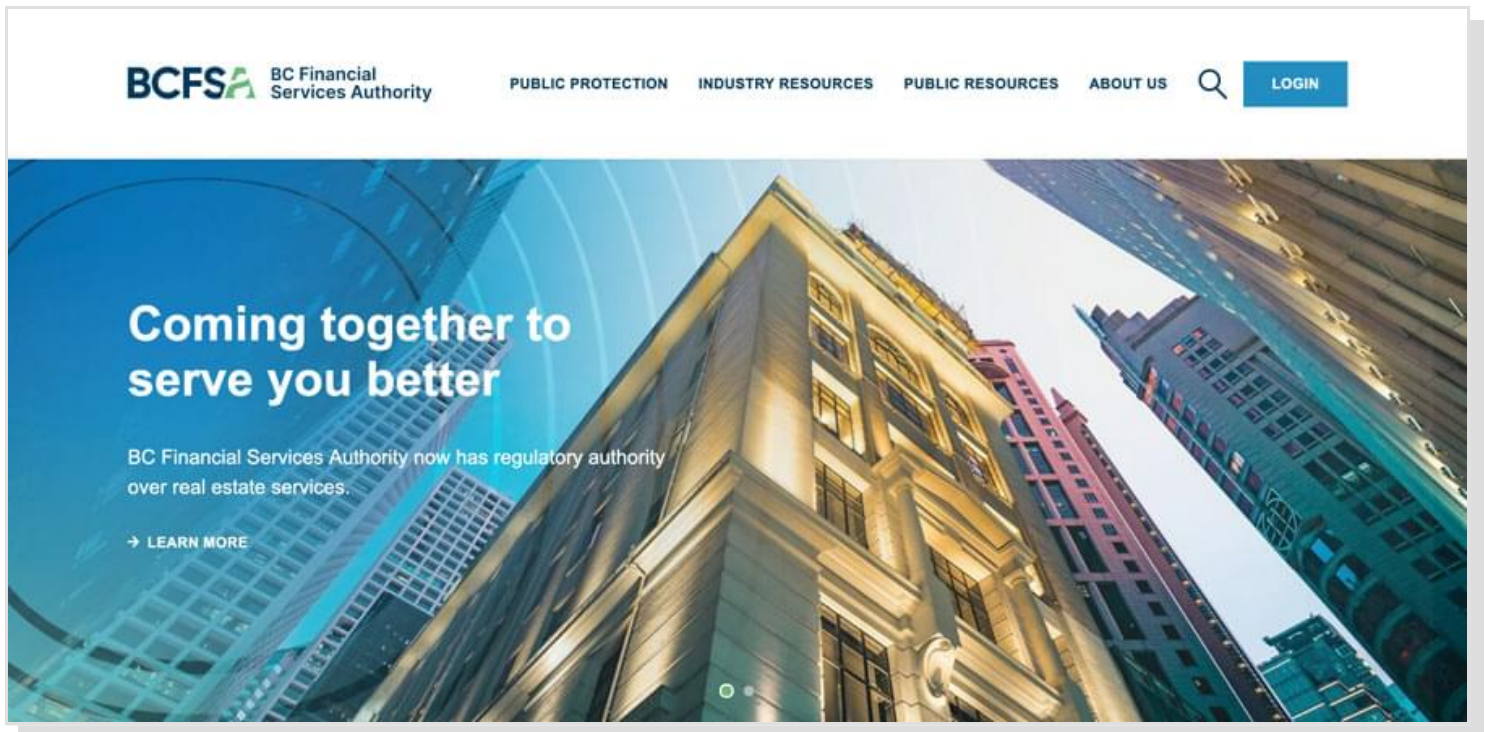 BCFSA
BC Financial
Services Authority
PUBLIC PROTECTION
INDUSTRY RESOURCES
PUBLIC RESOURCES
ABOUT US
LOGIN
Coming together to
serve you better
BC Financial Services Authority now has regulatory authority
over real estate services.
→ LEARN MORE